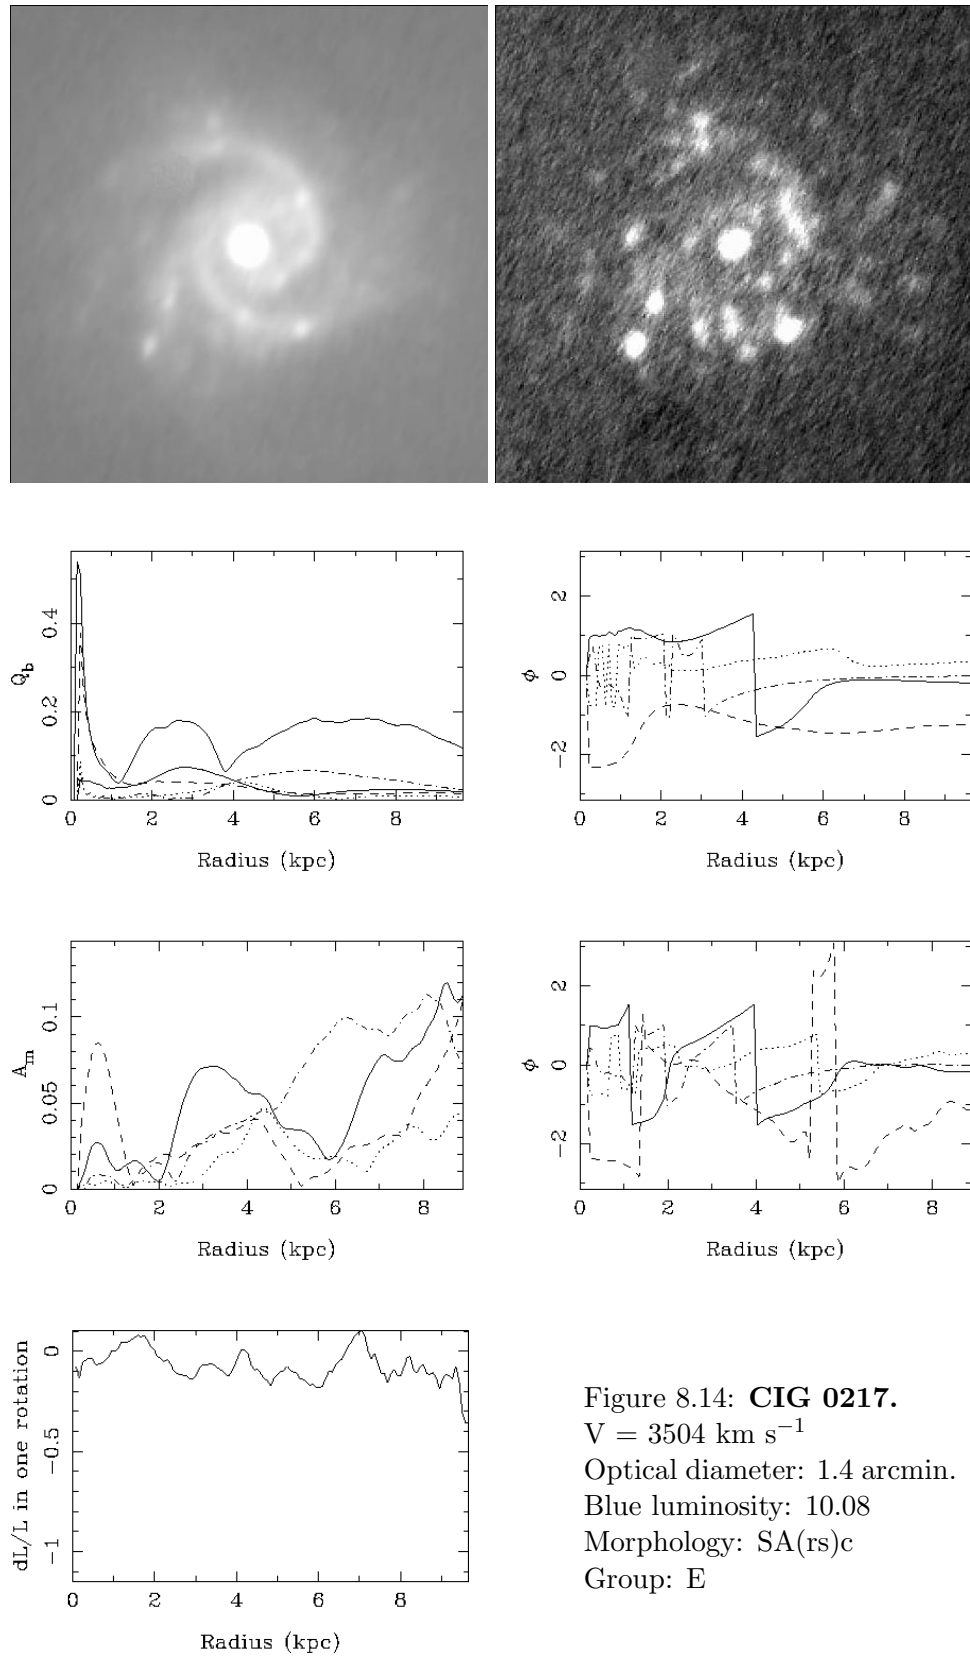 Q_b
0 0.2 0.4
0 2 4 6 8
Radius (kpc)
φ
−2 0 2
0 2 4 6 8
Radius (kpc)
A_m
0 0.05 0.1
0 2 4 6 8
Radius (kpc)
φ
−2 0 2
0 2 4 6 8
Radius (kpc)
dL/L in one rotation
−1 −0.5 0
0 2 4 6 8
Radius (kpc)
Figure 8.14: CIG 0217.
V = 3504 km s⁻¹
Optical diameter: 1.4 arcmin.
Blue luminosity: 10.08
Morphology: SA(rs)c
Group: E